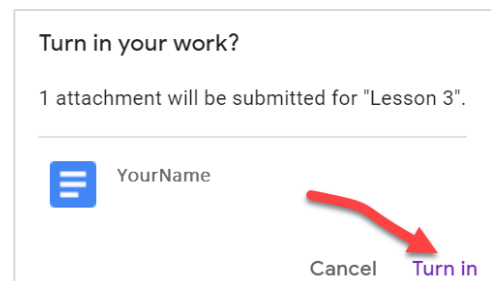 Turn in your work?
1 attachment will be submitted for "Lesson 3".
YourName
Cancel Turn in